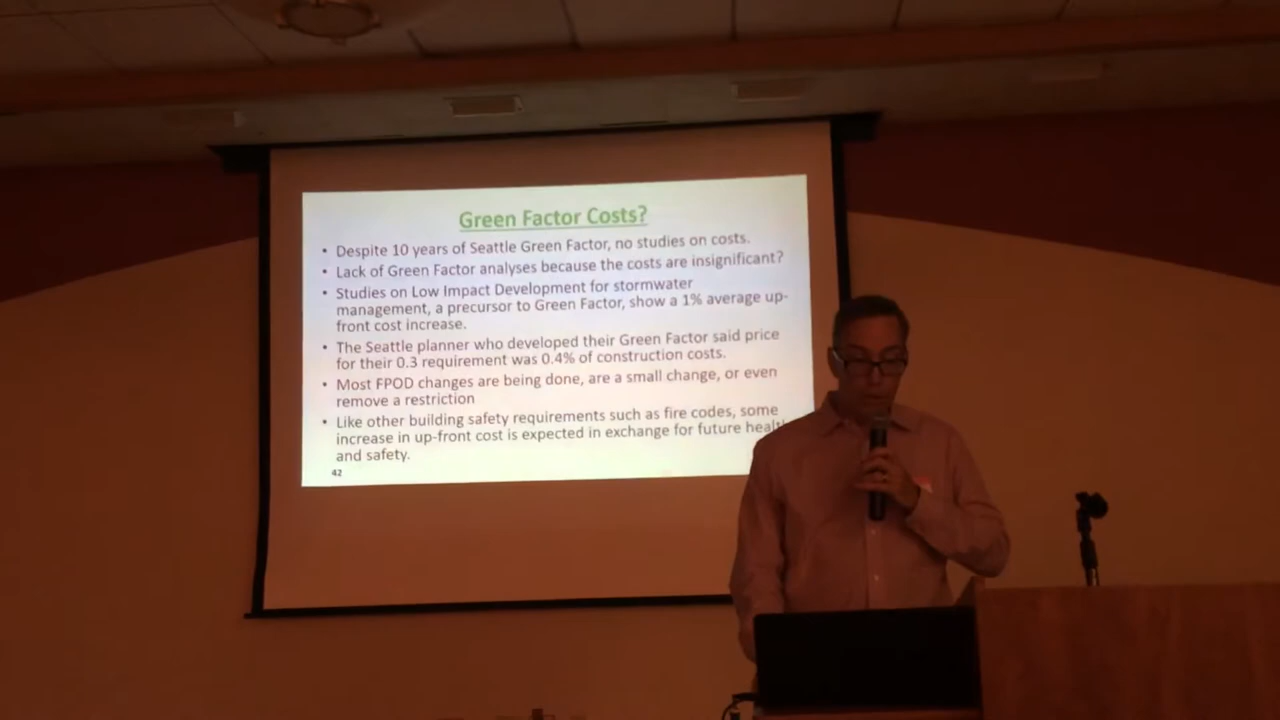 Green Factor Costs?
• Despite 10 years of Seattle Green Factor, no studies on costs.
• Lack of Green Factor analyses because the costs are insignificant?
• Studies on Low Impact Development for stormwater
management, a precursor to Green Factor, show a 1% average up-
front cost increase.
• The Seattle planner who developed their Green Factor said price
for their 0.3 requirement was 0.4% of construction costs.
• Most FPOD changes are being done, are a small change, or even
remove a restriction
• Like other building safety requirements such as fire codes, some
increase in up-front cost is expected in exchange for future health
and safety.
42